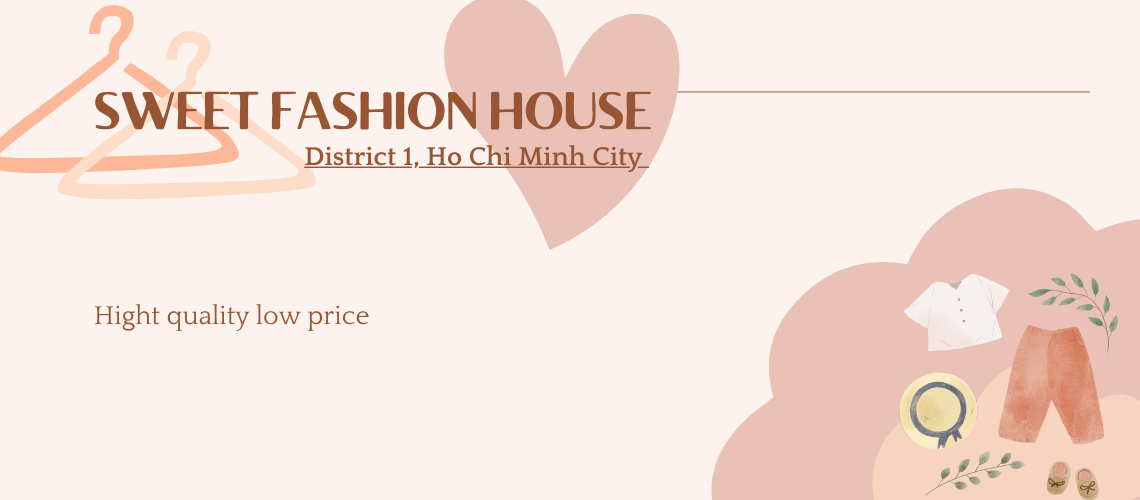 SWEET FASHION HOUSE
District 1, Ho Chi Minh City
Hight quality low price